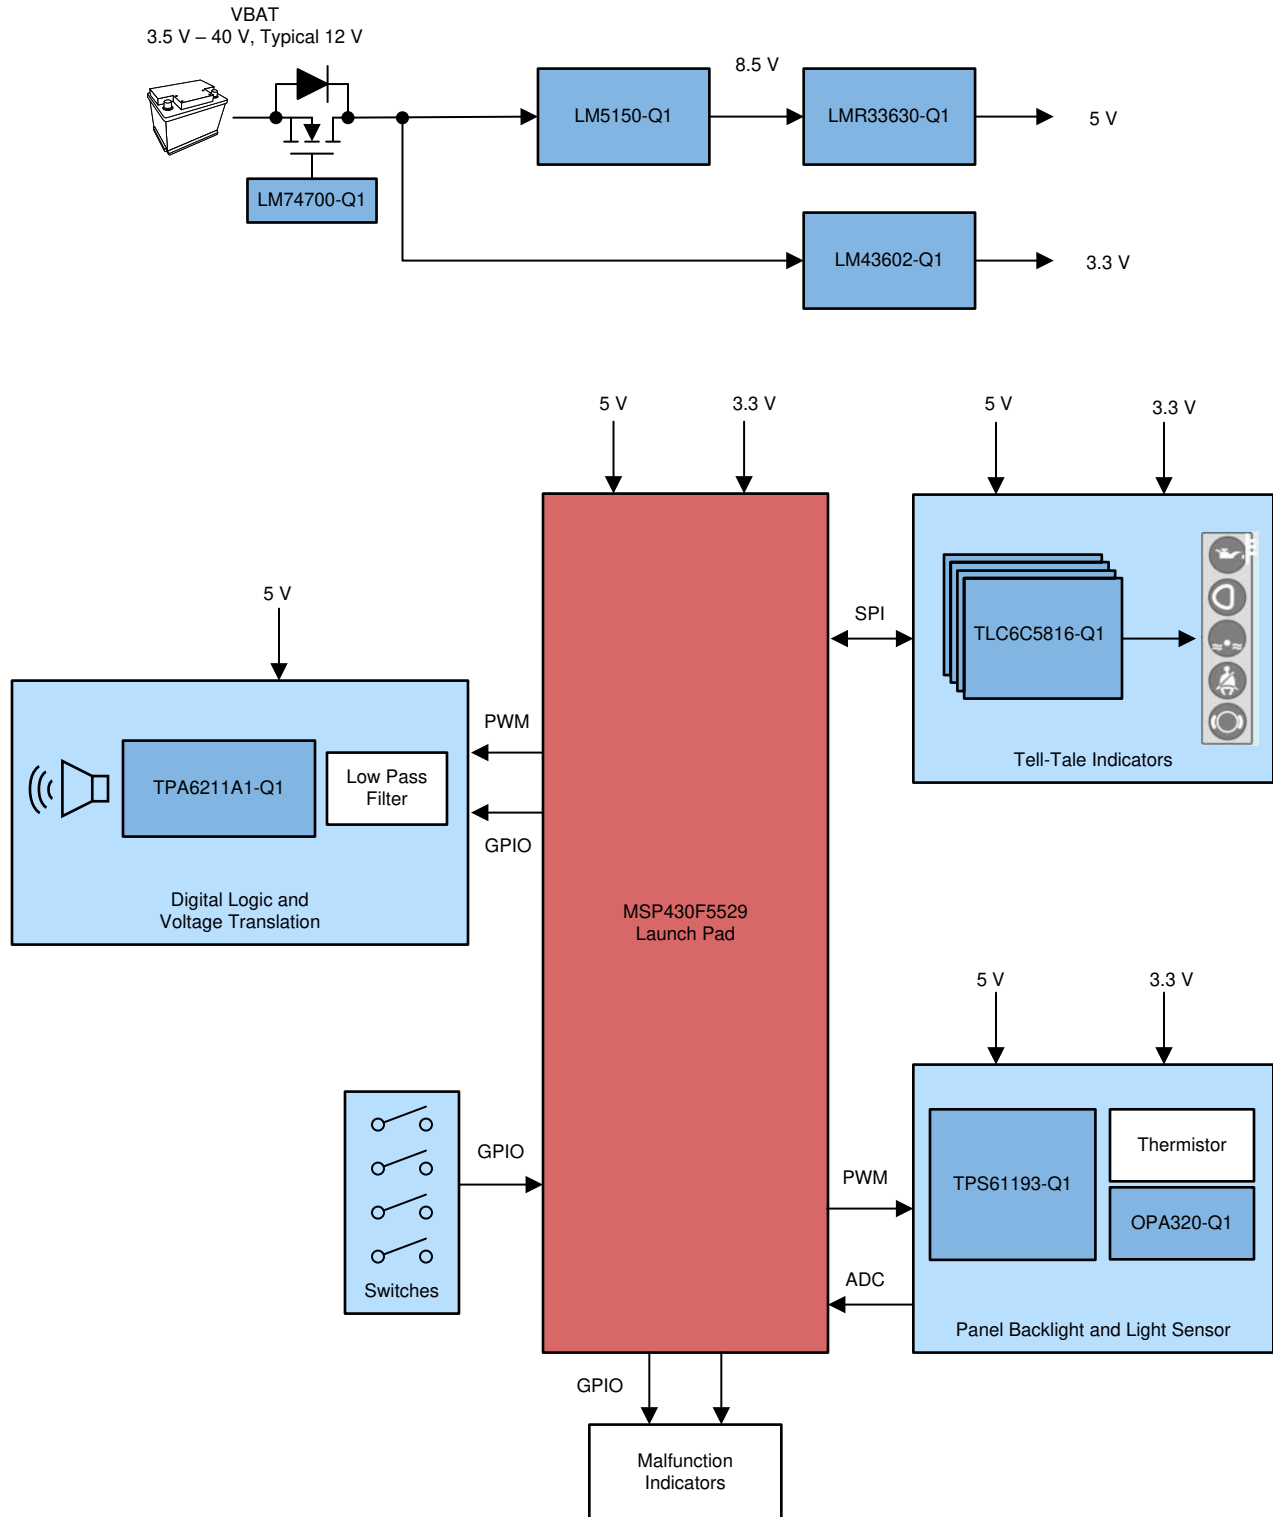 VBAT
3.5 V – 40 V, Typical 12 V
LM74700-Q1
LM5150-Q1
8.5 V
LMR33630-Q1
5 V
LM43602-Q1
3.3 V
5 V
3.3 V
5 V
3.3 V
5 V
SPI
TLC6C5816-Q1
Tell-Tale Indicators
PWM
TPA6211A1-Q1
Low Pass
Filter
GPIO
Digital Logic and
Voltage Translation
MSP430F5529
Launch Pad
5 V
3.3 V
GPIO
Switches
PWM
TPS61193-Q1
Thermistor
OPA320-Q1
ADC
Panel Backlight and Light Sensor
GPIO
Malfunction
Indicators